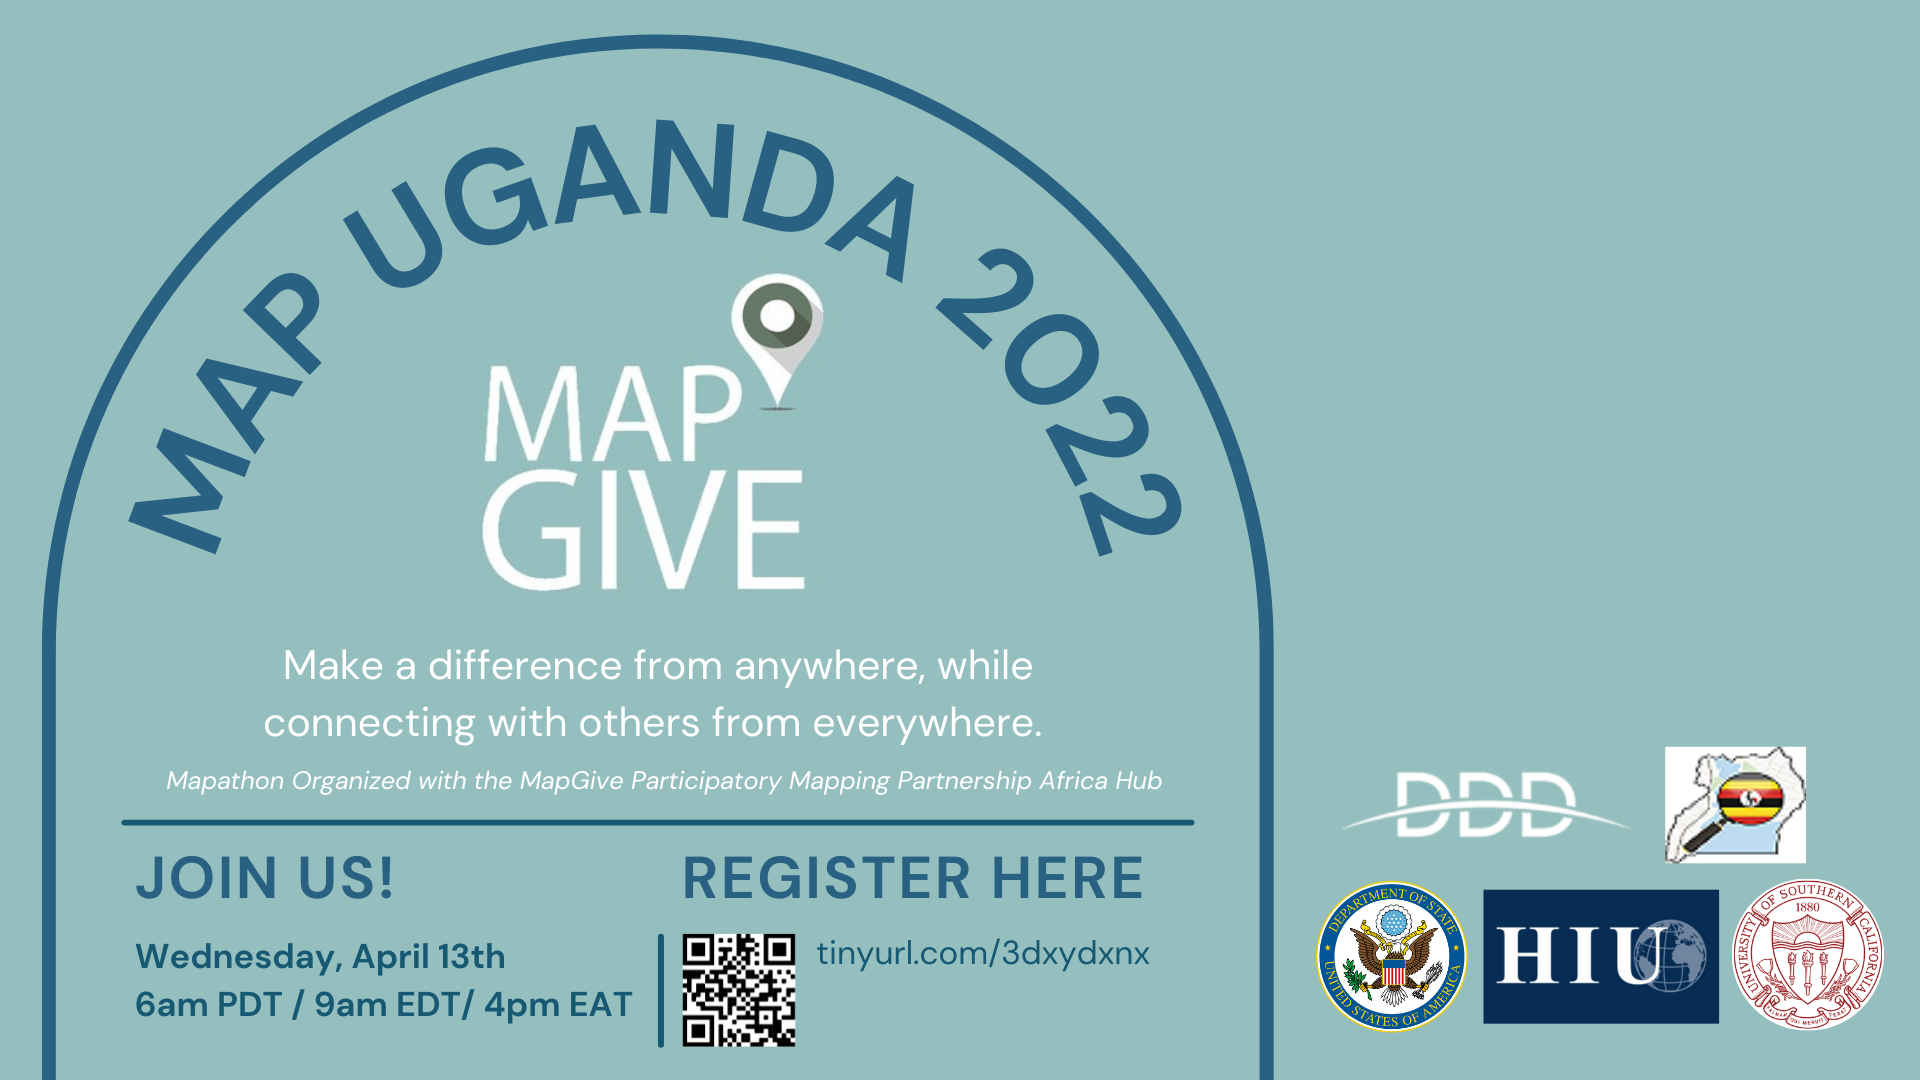 MAP UGANDA 2022
MAP
GIVE
Make a difference from anywhere, while
connecting with others from everywhere.
Mapathon Organized with the MapGive Participatory Mapping Partnership Africa Hub
JOIN US!
Wednesday, April 13th
6am PDT / 9am EDT/ 4pm EAT
REGISTER HERE
tinyurl.com/3dxydxnx
DDD
DEPARTMENT OF STATE
UNITED STATES OF AMERICA
HIU
UNIVERSITY OF SOUTHERN CALIFORNIA
1880